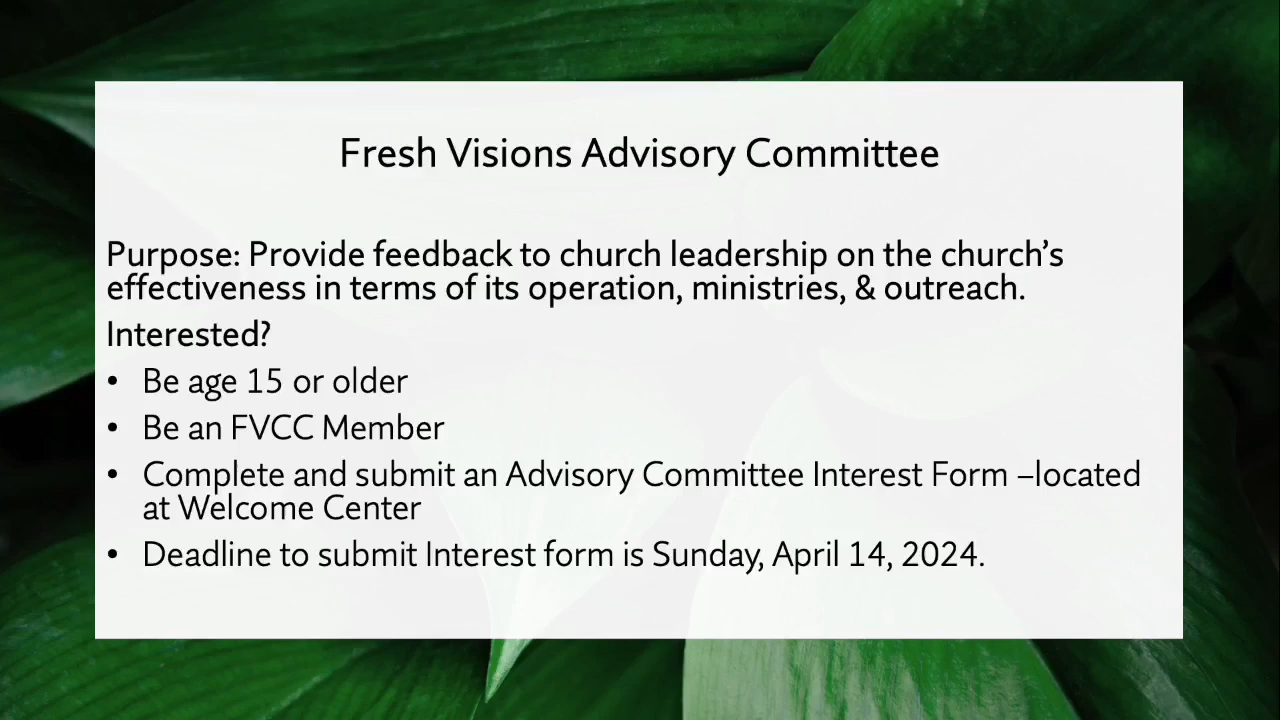 Fresh Visions Advisory Committee
Purpose: Provide feedback to church leadership on the church’s
effectiveness in terms of its operation, ministries, & outreach.
Interested?
• Be age 15 or older
• Be an FVCC Member
• Complete and submit an Advisory Committee Interest Form –located
at Welcome Center
• Deadline to submit Interest form is Sunday, April 14, 2024.